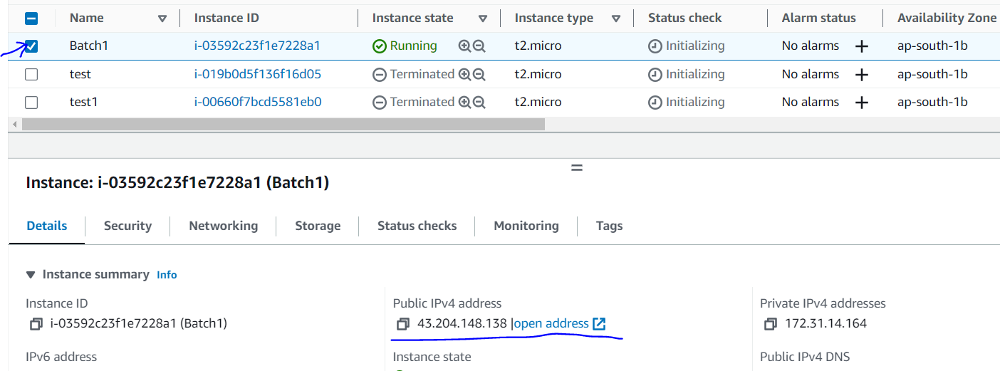 Name Instance ID Instance state Instance type Status check Alarm status Availability Zone
Batch1 i-03592c23f1e7228a1 Running t2.micro Initializing No alarms ap-south-1b
test i-019b0d5f136f16d05 Terminated t2.micro Initializing No alarms ap-south-1b
test1 i-00660f7bcd5581eb0 Terminated t2.micro Initializing No alarms ap-south-1b
Instance: i-03592c23f1e7228a1 (Batch1)
Details Security Networking Storage Status checks Monitoring Tags
Instance summary Info
Instance ID Public IPv4 address Private IPv4 addresses
i-03592c23f1e7228a1 (Batch1) 43.204.148.138 |open address 172.31.14.164
IPv6 address Instance state Public IPv4 DNS